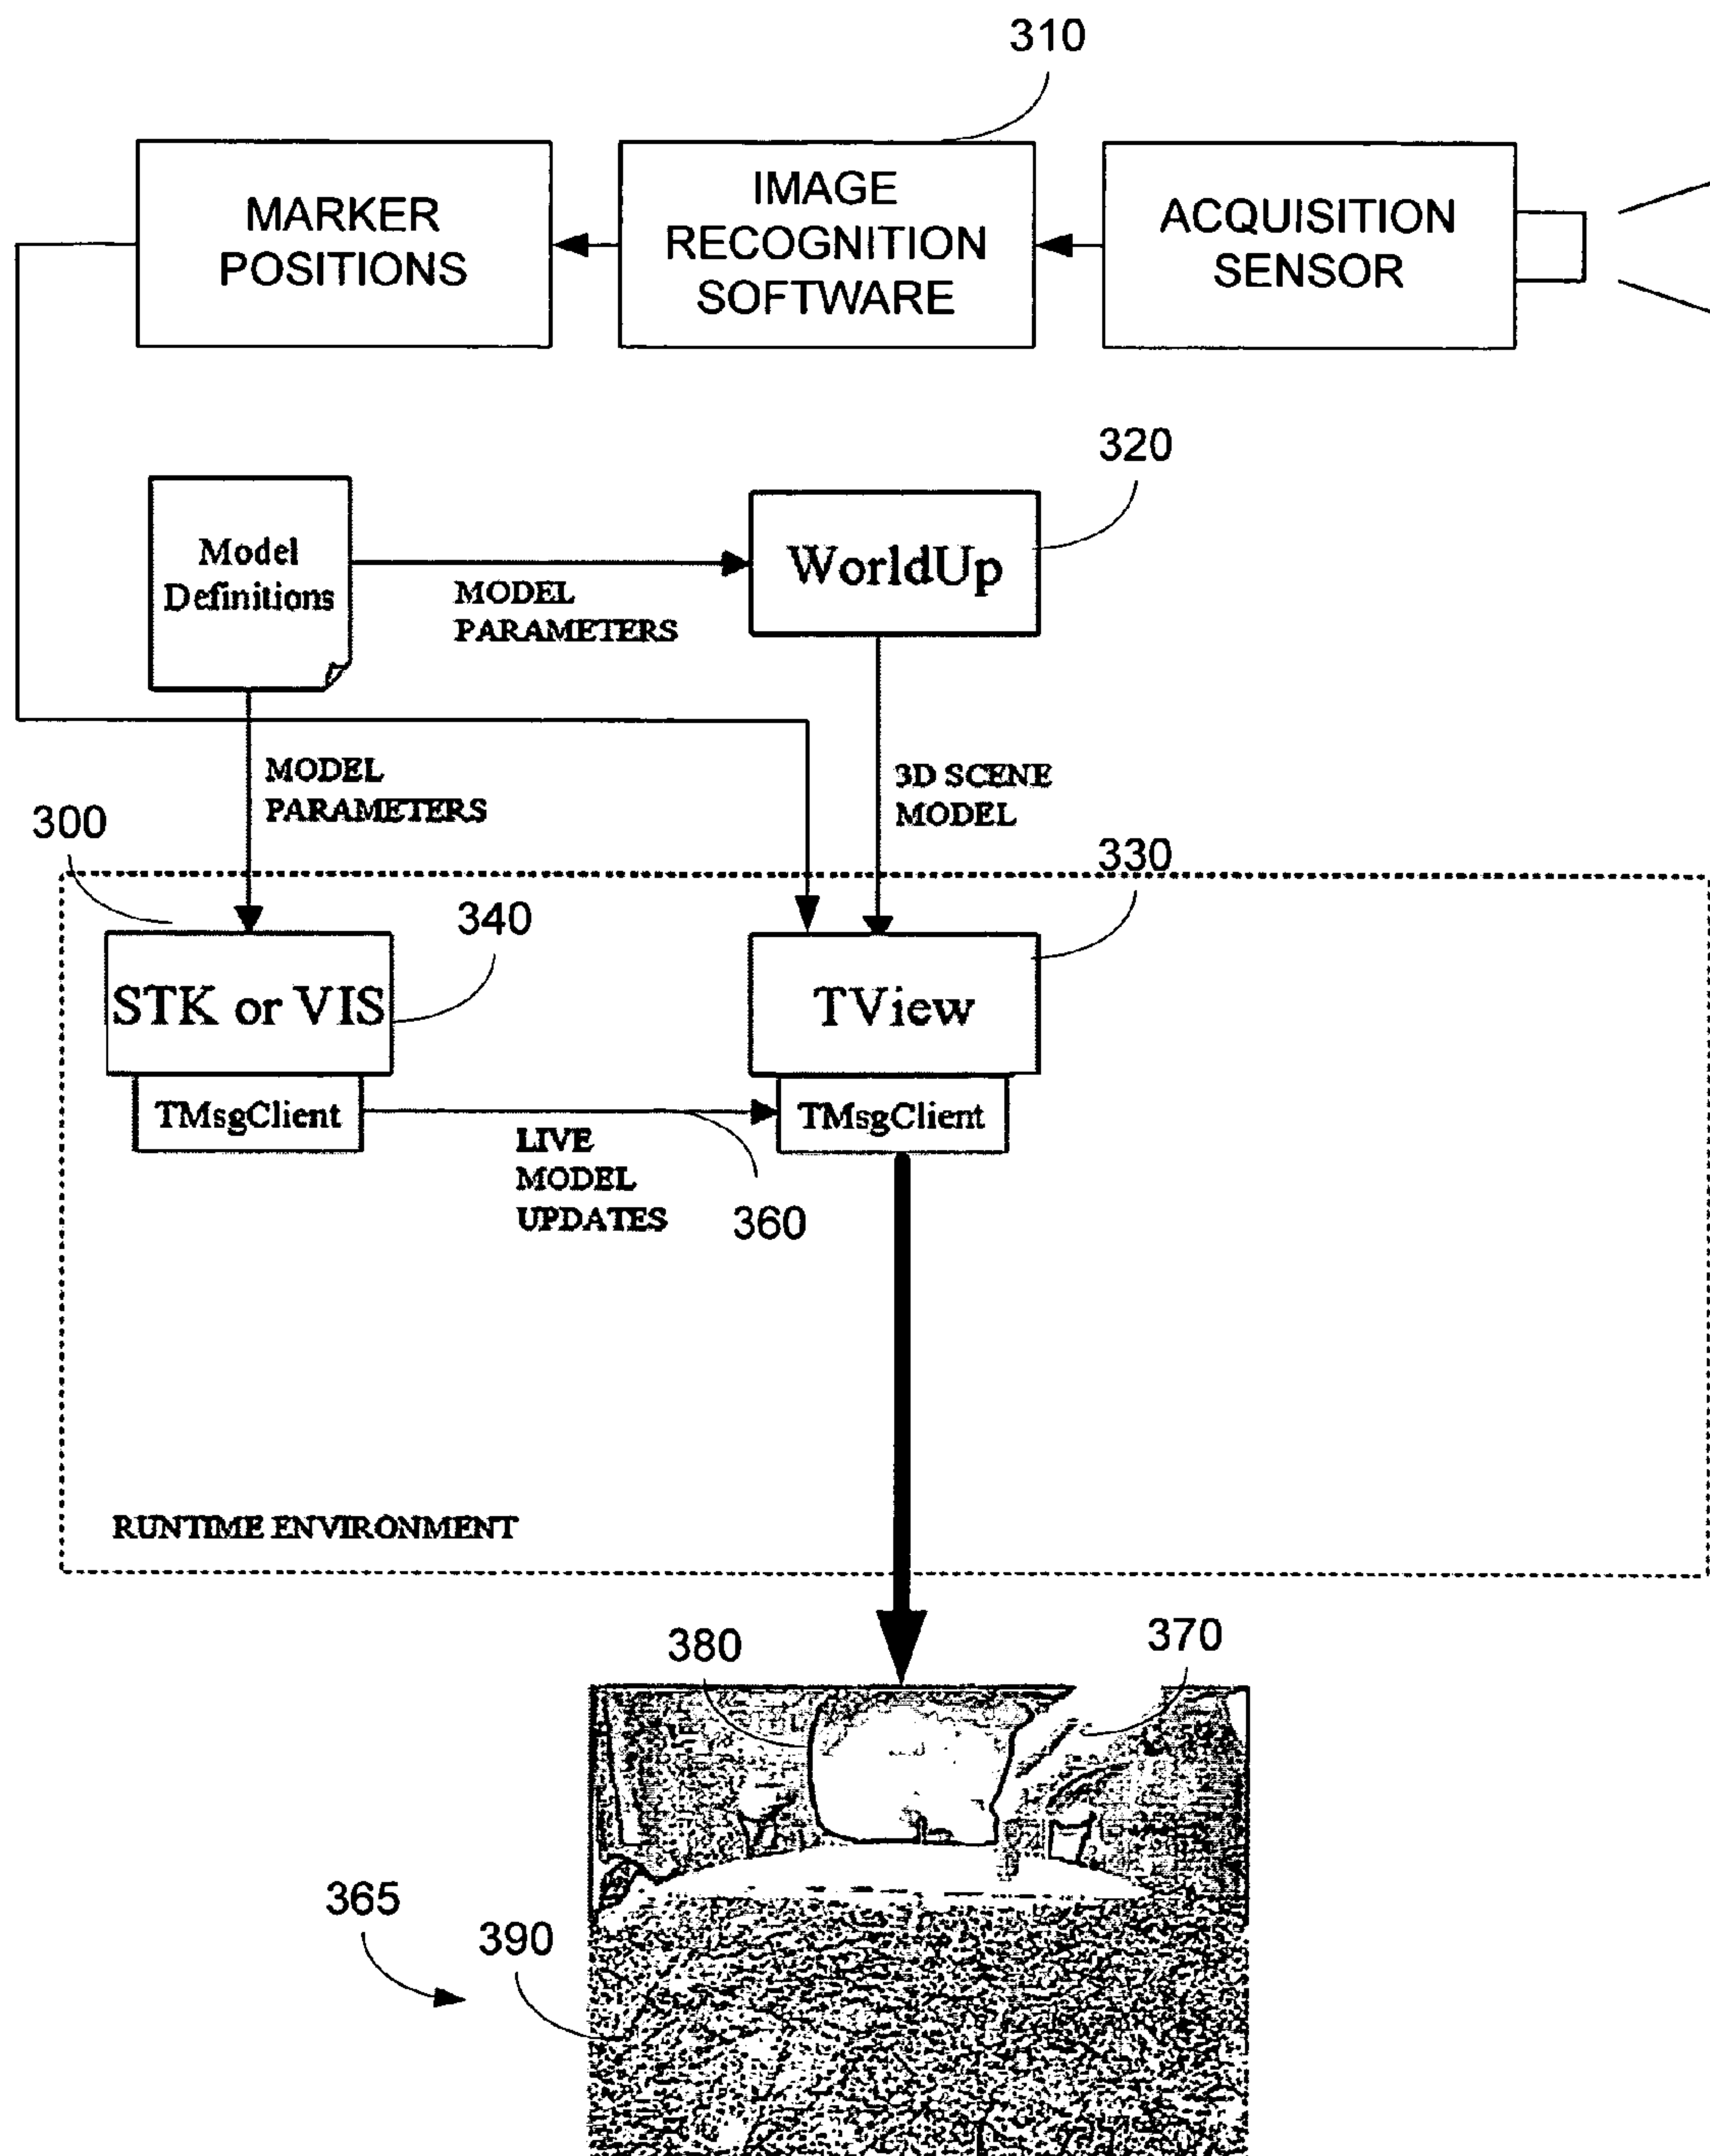 310
MARKER
POSITIONS
IMAGE
RECOGNITION
SOFTWARE
ACQUISITION
SENSOR
320
Model
Definitions
MODEL
PARAMETERS
WorldUp
MODEL
PARAMETERS
3D SCENE
MODEL
300
330
340
STK or VIS
TView
TMsgClient
TMsgClient
LIVE
MODEL
UPDATES
360
RUNTIME ENVIRONMENT
380
370
365
390